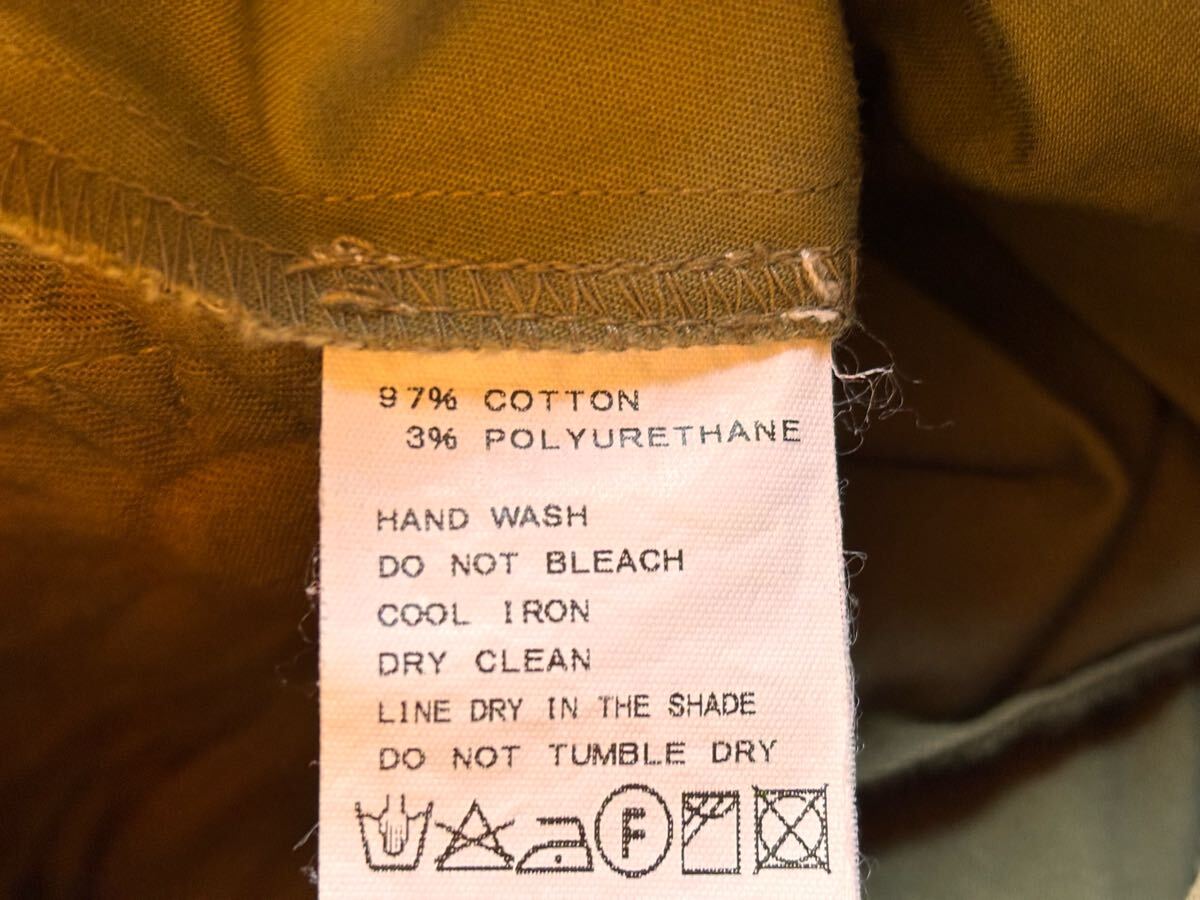 97% COTTON
3% POLYURETHANE
HAND WASH
DO NOT BLEACH
COOL IRON
DRY CLEAN
LINE DRY IN THE SHADE
DO NOT TUMBLE DRY
F